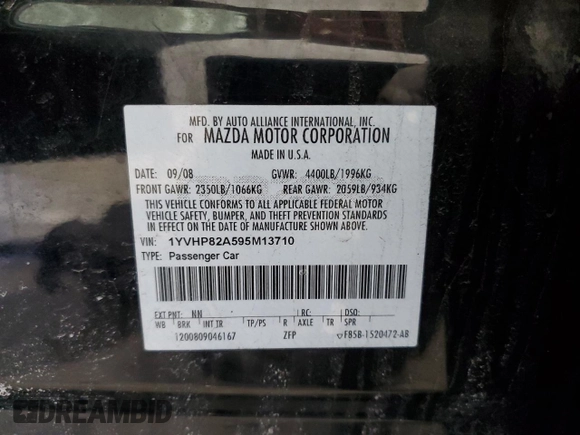 MFD. BY AUTO ALLIANCE INTERNATIONAL, INC.
FOR MAZDA MOTOR CORPORATION
MADE IN U.S.A.
DATE: 09/08 GVWR: 4400LB/1996KG
FRONT GAWR: 2350LB/1066KG REAR GAWR: 2059LB/934KG
THIS VEHICLE CONFORMS TO ALL APPLICABLE FEDERAL MOTOR
VEHICLE SAFETY, BUMPER, AND THEFT PREVENTION STANDARDS
IN EFFECT ON THE DATE OF MANUFACTURE SHOWN ABOVE.
VIN: 1YVHP82A595M13710
TYPE: Passenger Car
EXT PNT: NN RC: DSO:
WB BRK INT TR TP/PS R AXLE TR SPR
1200809046167 ZFP F85B-1520472-AB
DREAMBID